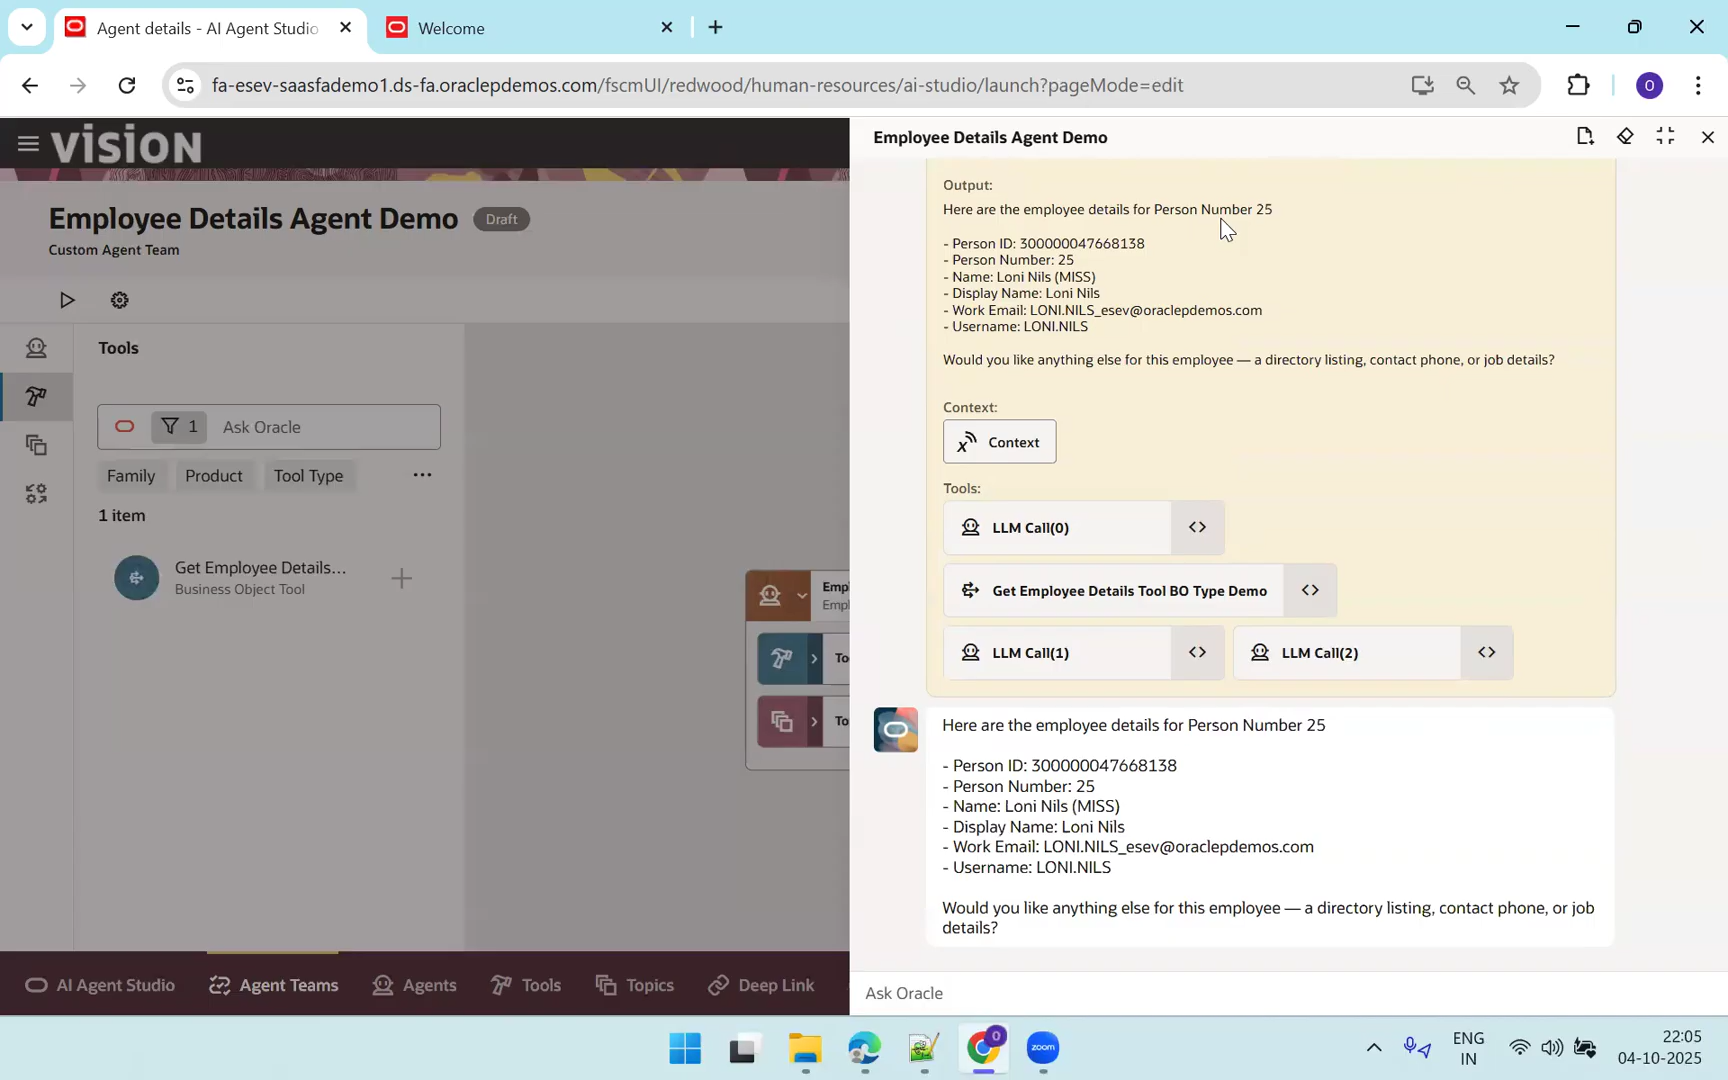 Agent details - AI Agent Studio
Welcome
fa-esev-saasfademo1.ds-fa.oraclepdemos.com/fscmUI/redwood/human-resources/ai-studio/launch?pageMode=edit
O
vision
Employee Details Agent Demo
Draft
Custom Agent Team
Tools
1
Ask Oracle
Family
Product
Tool Type
1 item
Get Employee Details...
Business Object Tool
Empl
Empl
To
To
Employee Details Agent Demo
Output:
Here are the employee details for Person Number 25
- Person ID: 300000047668138
- Person Number: 25
- Name: Loni Nils (MISS)
- Display Name: Loni Nils
- Work Email: LONI.NILS_esev@oraclepdemos.com
- Username: LONI.NILS
Would you like anything else for this employee — a directory listing, contact phone, or job details?
Context:
Context
Tools:
LLM Call(0)
<>
Get Employee Details Tool BO Type Demo
<>
LLM Call(1)
<>
LLM Call(2)
<>
Here are the employee details for Person Number 25
- Person ID: 300000047668138
- Person Number: 25
- Name: Loni Nils (MISS)
- Display Name: Loni Nils
- Work Email: LONI.NILS_esev@oraclepdemos.com
- Username: LONI.NILS
Would you like anything else for this employee — a directory listing, contact phone, or job
details?
Ask Oracle
AI Agent Studio
Agent Teams
Agents
Tools
Topics
Deep Link
zoom
ENG
IN
22:05
04-10-2025